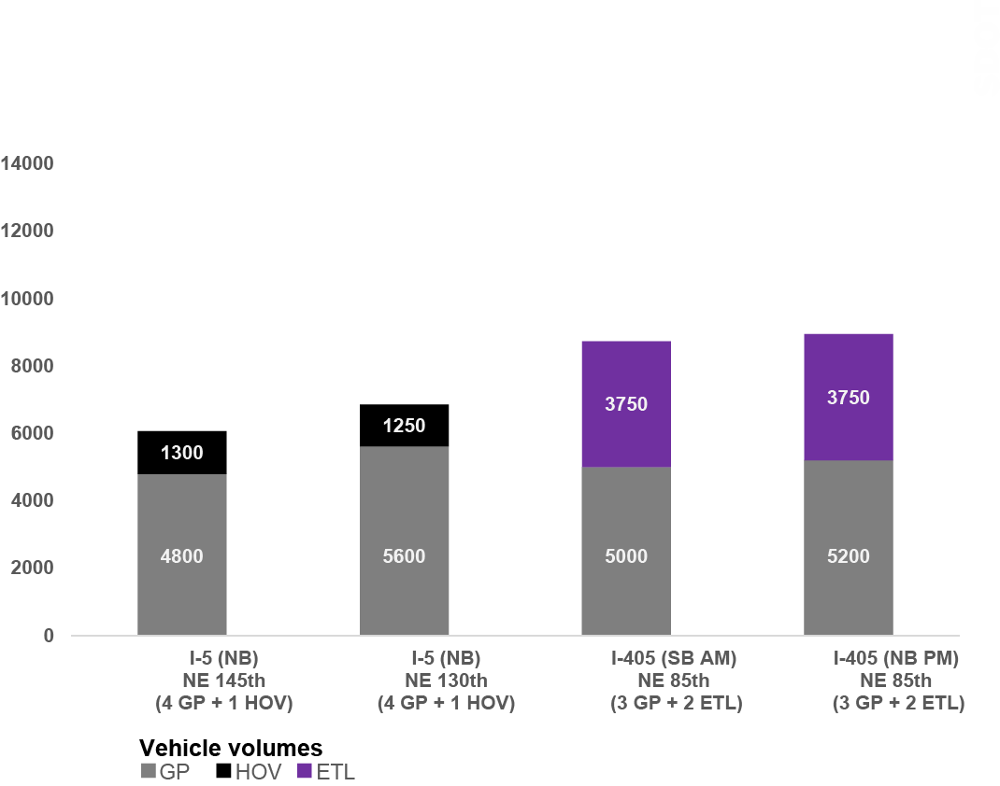 14000
12000
10000
8000
6000
4000
2000
0
1300
4800
1250
5600
3750
5000
3750
5200
I-5 (NB)
NE 145th
(4 GP + 1 HOV)
I-5 (NB)
NE 130th
(4 GP + 1 HOV)
I-405 (SB AM)
NE 85th
(3 GP + 2 ETL)
I-405 (NB PM)
NE 85th
(3 GP + 2 ETL)
Vehicle volumes
GP HOV ETL